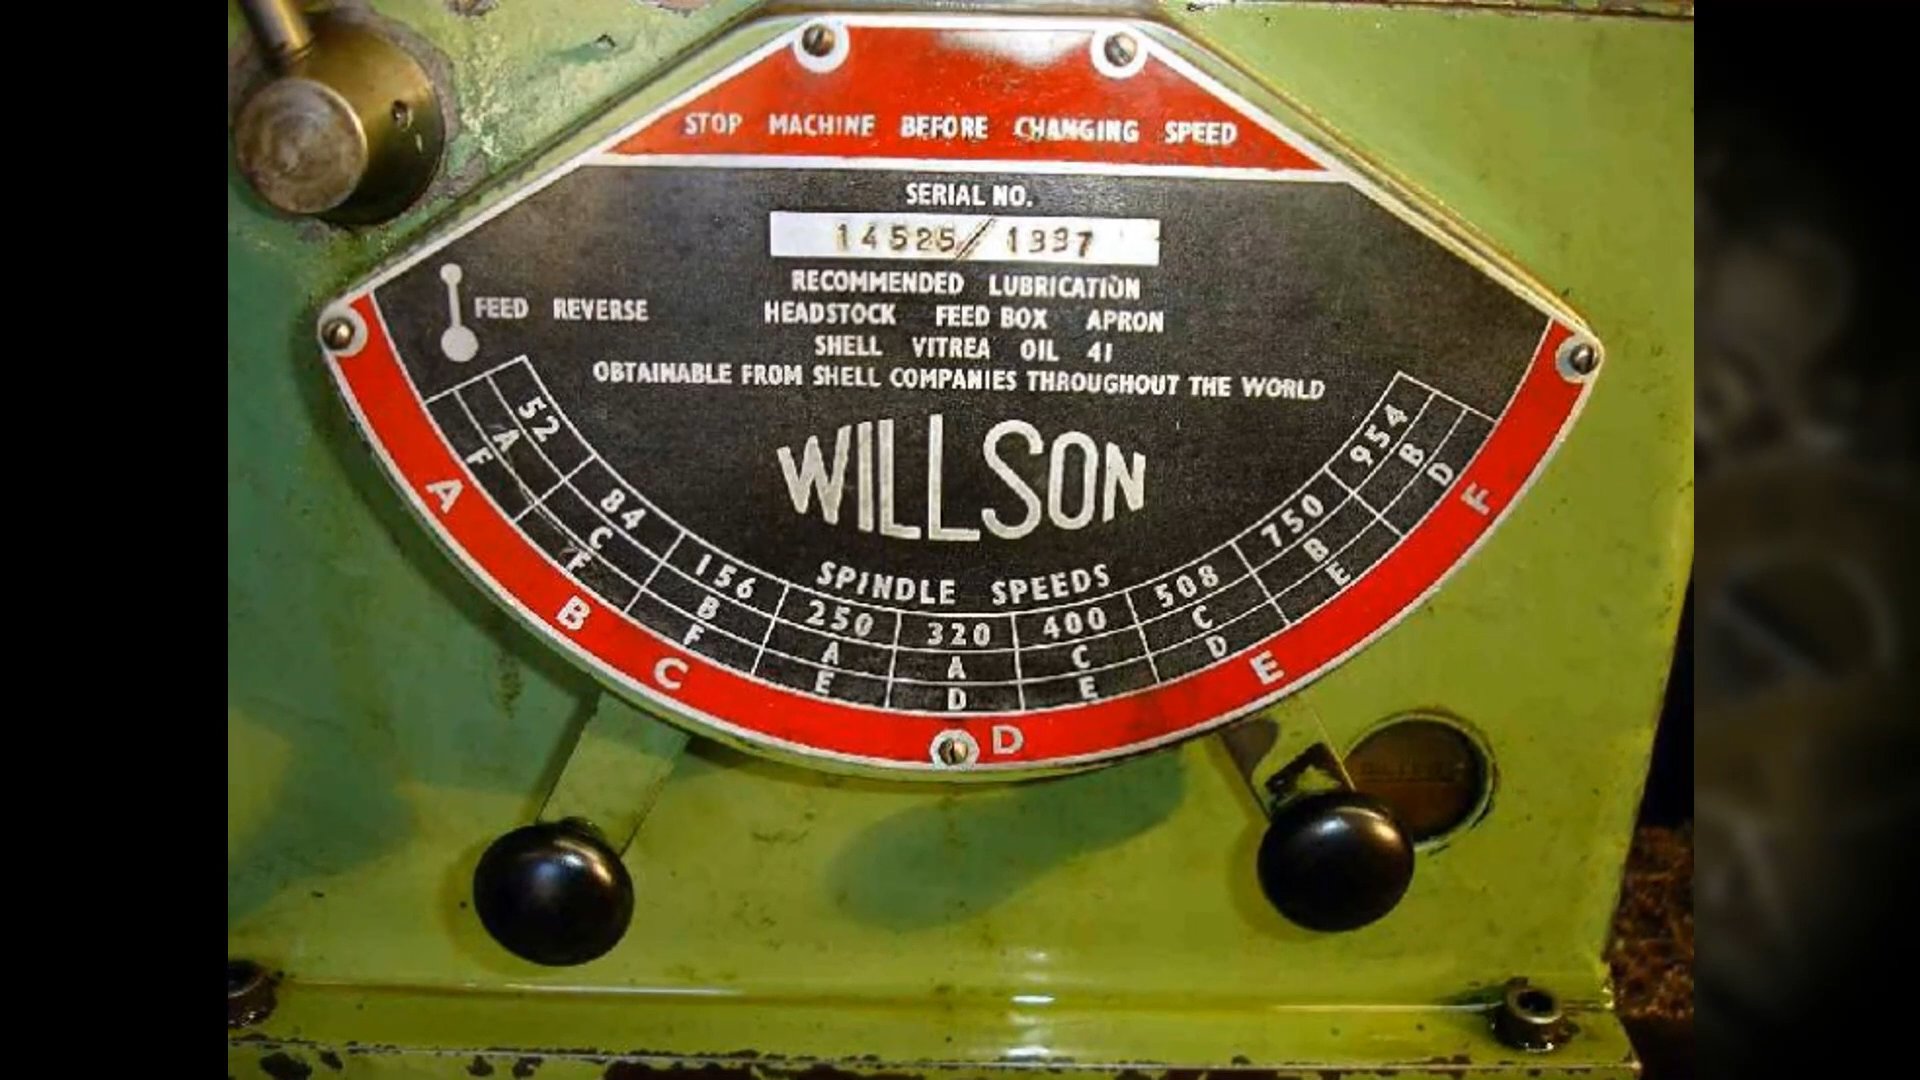 STOP MACHINE BEFORE CHANGING SPEED
SERIAL NO.
14525/1337
RECOMMENDED LUBRICATION
FEED REVERSE
HEADSTOCK FEED BOX APRON
SHELL VITREA OIL 41
OBTAINABLE FROM SHELL COMPANIES THROUGHOUT THE WORLD
WILLSON
SPINDLE SPEEDS
52 84 156 250 320 400 508 750 954
A C B A A C C B B
F F F E D E D E D
A B C D E F